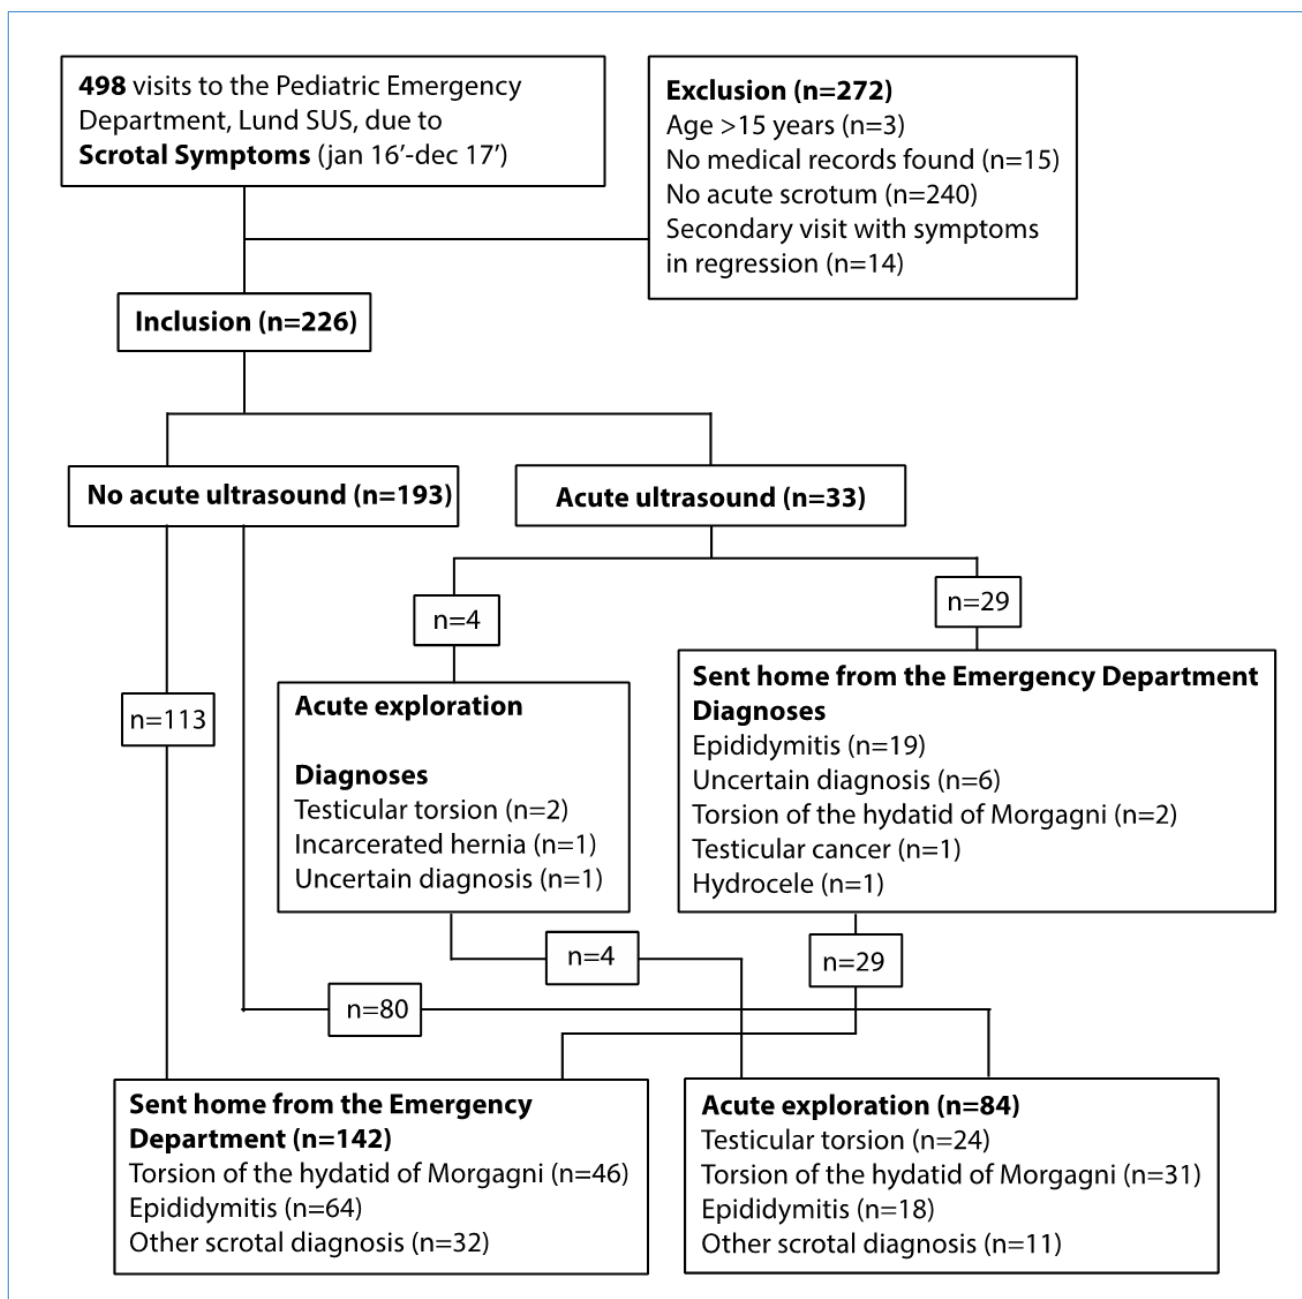 498 visits to the Pediatric Emergency
Department, Lund SUS, due to
Scrotal Symptoms (jan 16’-dec 17’)
Exclusion (n=272)
Age >15 years (n=3)
No medical records found (n=15)
No acute scrotum (n=240)
Secondary visit with symptoms
in regression (n=14)
Inclusion (n=226)
No acute ultrasound (n=193)
Acute ultrasound (n=33)
n=4
n=29
n=113
Acute exploration
Diagnoses
Testicular torsion (n=2)
Incarcerated hernia (n=1)
Uncertain diagnosis (n=1)
Sent home from the Emergency Department
Diagnoses
Epididymitis (n=19)
Uncertain diagnosis (n=6)
Torsion of the hydatid of Morgagni (n=2)
Testicular cancer (n=1)
Hydrocele (n=1)
n=4
n=29
n=80
Sent home from the Emergency
Department (n=142)
Torsion of the hydatid of Morgagni (n=46)
Epididymitis (n=64)
Other scrotal diagnosis (n=32)
Acute exploration (n=84)
Testicular torsion (n=24)
Torsion of the hydatid of Morgagni (n=31)
Epididymitis (n=18)
Other scrotal diagnosis (n=11)